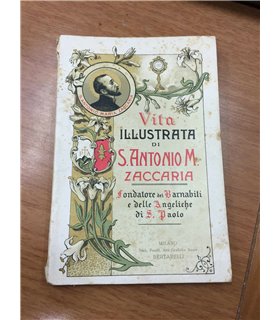 Vita
ILLUSTRATA
DI
S. ANTONIO M.
ZACCARIA
Fondatore dei Barnabiti
e delle Angeliche
di S. Paolo
MILANO
BERTARELLI